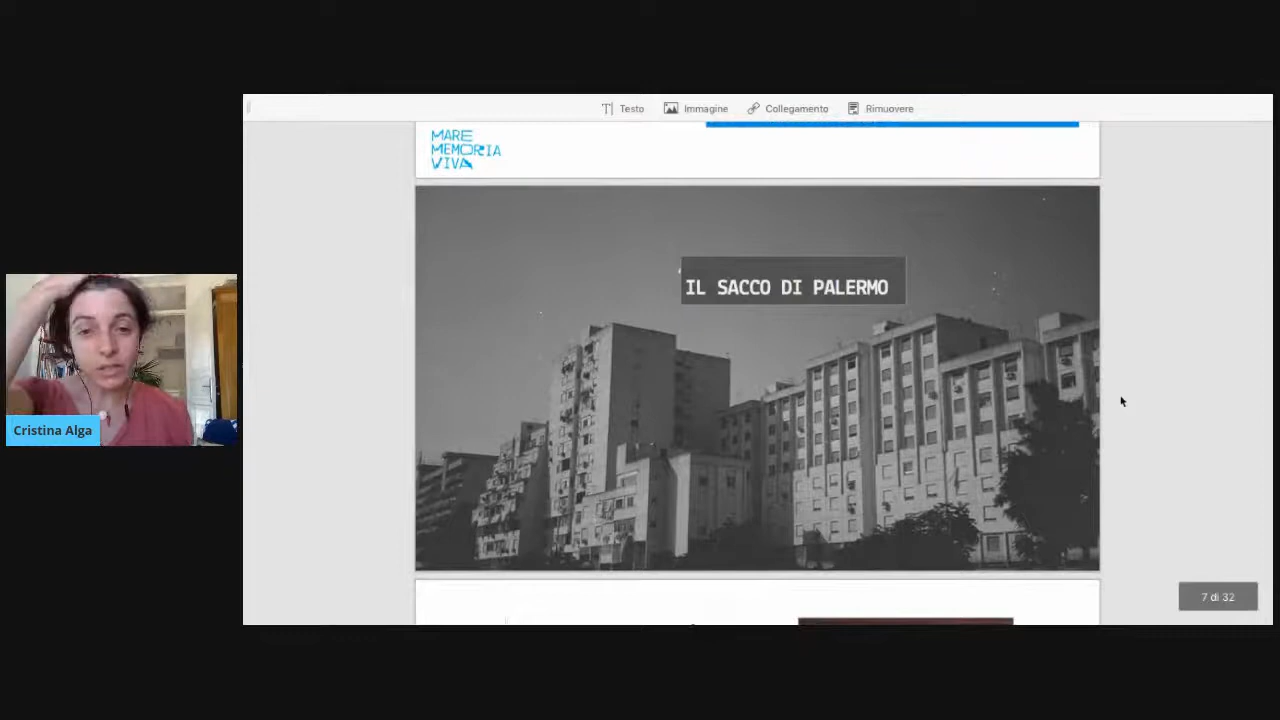 Testo Immagine Collegamento Rimuovere
MARE
MEMORIA
VIVA
IL SACCO DI PALERMO
Cristina Alga
7 di 32